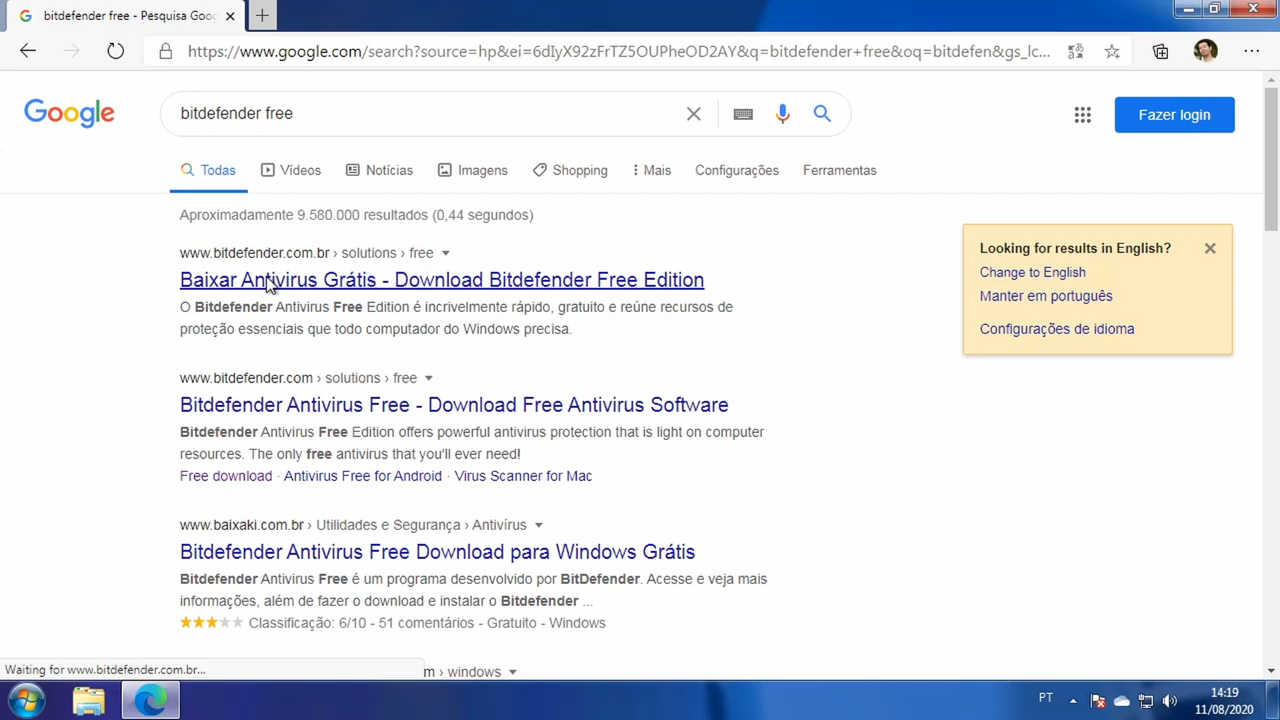 bitdefender free - Pesquisa Goog
https://www.google.com/search?source=hp&ei=6dIyX92zFrTZ5OUPheOD2AY&q=bitdefender+free&oq=bitdefen&gs_lc...
Google
bitdefender free
Fazer login
Todas
Vídeos
Notícias
Imagens
Shopping
Mais
Configurações
Ferramentas
Aproximadamente 9.580.000 resultados (0,44 segundos)
www.bitdefender.com.br › solutions › free
Baixar Antivirus Grátis - Download Bitdefender Free Edition
O Bitdefender Antivirus Free Edition é incrivelmente rápido, gratuito e reúne recursos de
proteção essenciais que todo computador do Windows precisa.
Looking for results in English?
Change to English
Manter em português
Configurações de idioma
www.bitdefender.com › solutions › free
Bitdefender Antivirus Free - Download Free Antivirus Software
Bitdefender Antivirus Free Edition offers powerful antivirus protection that is light on computer
resources. The only free antivirus that you'll ever need!
Free download · Antivirus Free for Android · Virus Scanner for Mac
www.baixaki.com.br › Utilidades e Segurança › Antivírus
Bitdefender Antivirus Free Download para Windows Grátis
Bitdefender Antivirus Free é um programa desenvolvido por BitDefender. Acesse e veja mais
informações, além de fazer o download e instalar o Bitdefender ...
Classificação: 6/10 - 51 comentários - Gratuito - Windows
m › windows
Waiting for www.bitdefender.com.br...
PT
14:19
11/08/2020